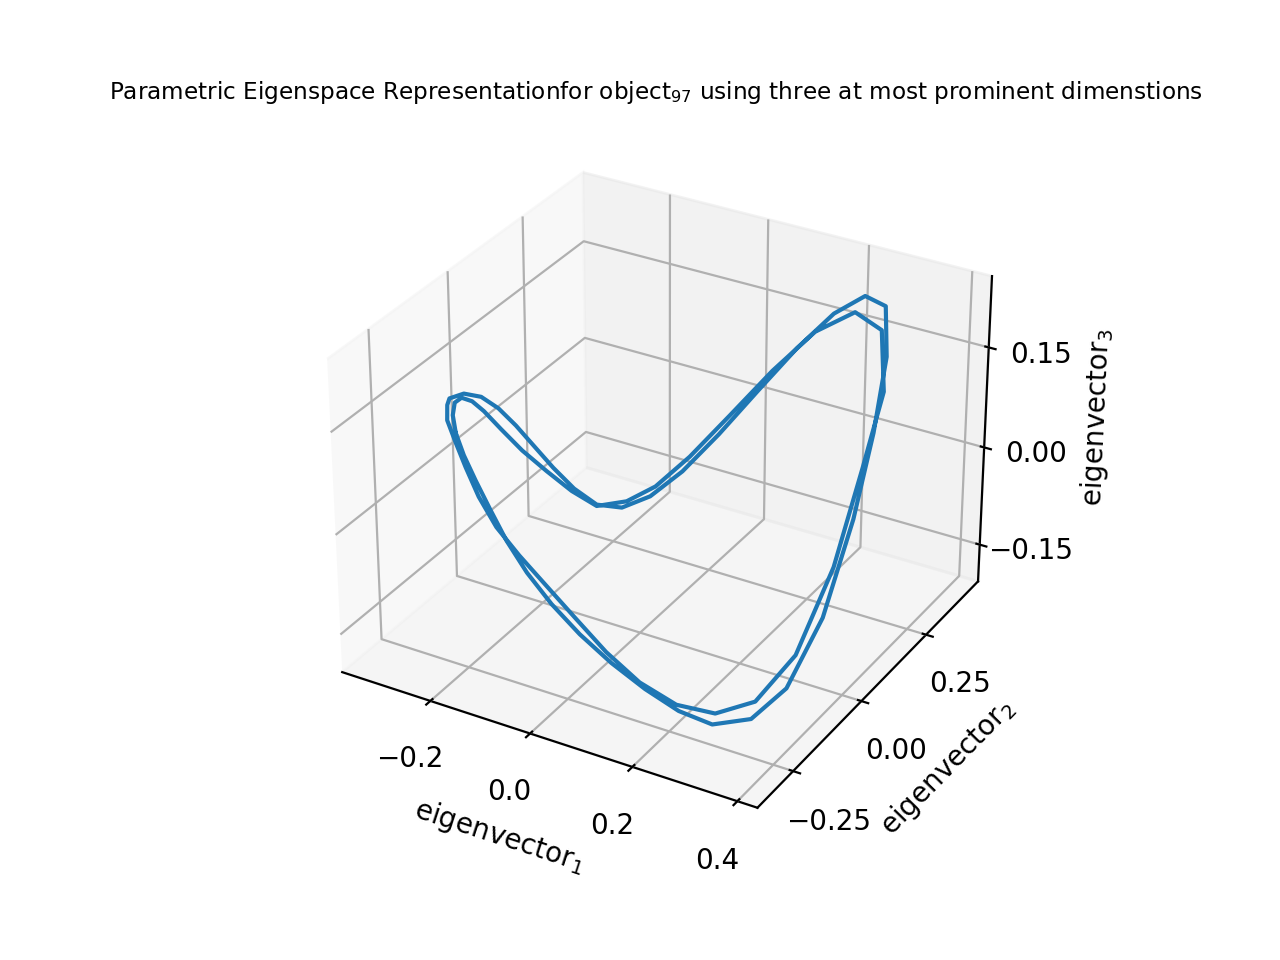 Parametric Eigenspace Representationfor object₉₇ using three at most prominent dimenstions
0.15
0.00
−0.15
eigenvector₃
0.25
0.00
−0.25
eigenvector₂
−0.2
0.0
0.2
0.4
eigenvector₁